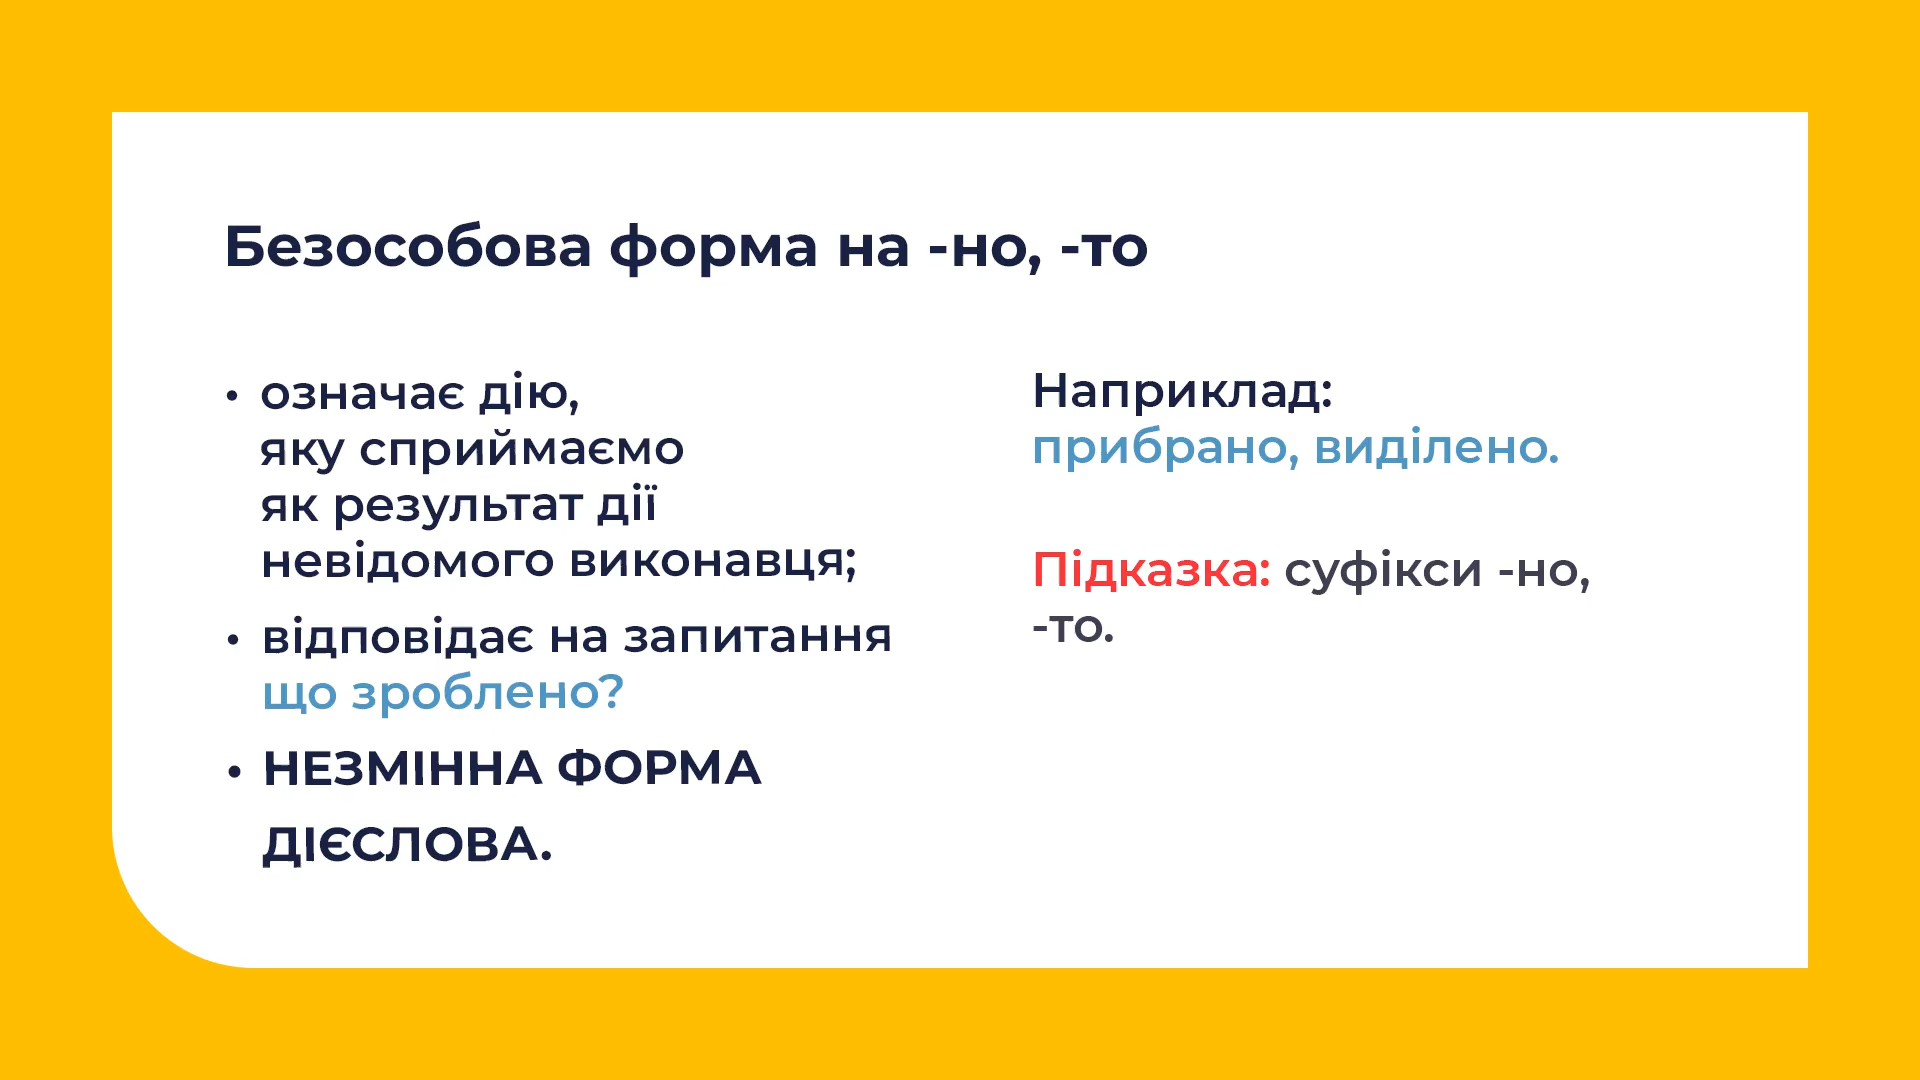 Безособова форма на -но, -то
• означає дію,
яку сприймаємо
як результат дії
невідомого виконавця;
• відповідає на запитання
що зроблено?
• НЕЗМІННА ФОРМА
ДІЄСЛОВА.
Наприклад:
прибрано, виділено.
Підказка: суфікси -но,
-то.